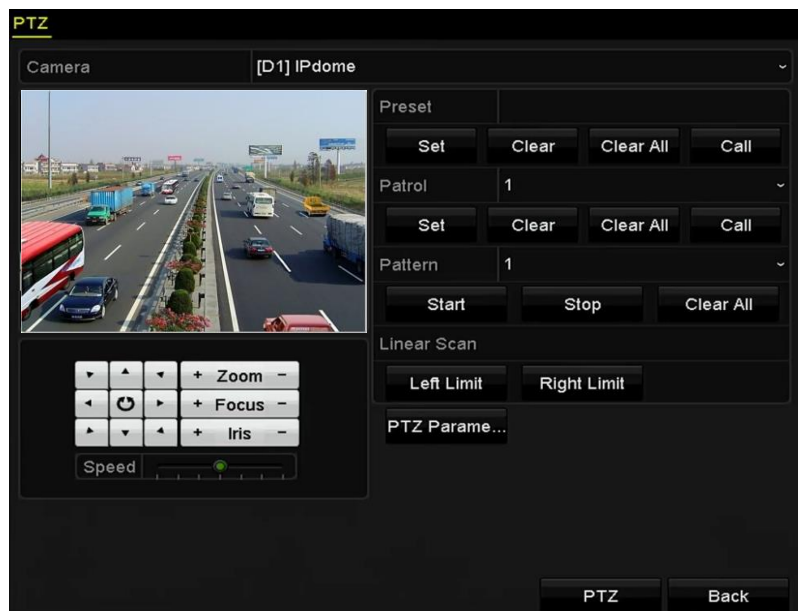 PTZ
Camera [D1] IPdome
Preset
Set Clear Clear All Call
Patrol 1
Set Clear Clear All Call
Pattern 1
Start Stop Clear All
Linear Scan
Left Limit Right Limit
PTZ Parame...
+ Zoom −
+ Focus −
+ Iris −
Speed
PTZ Back